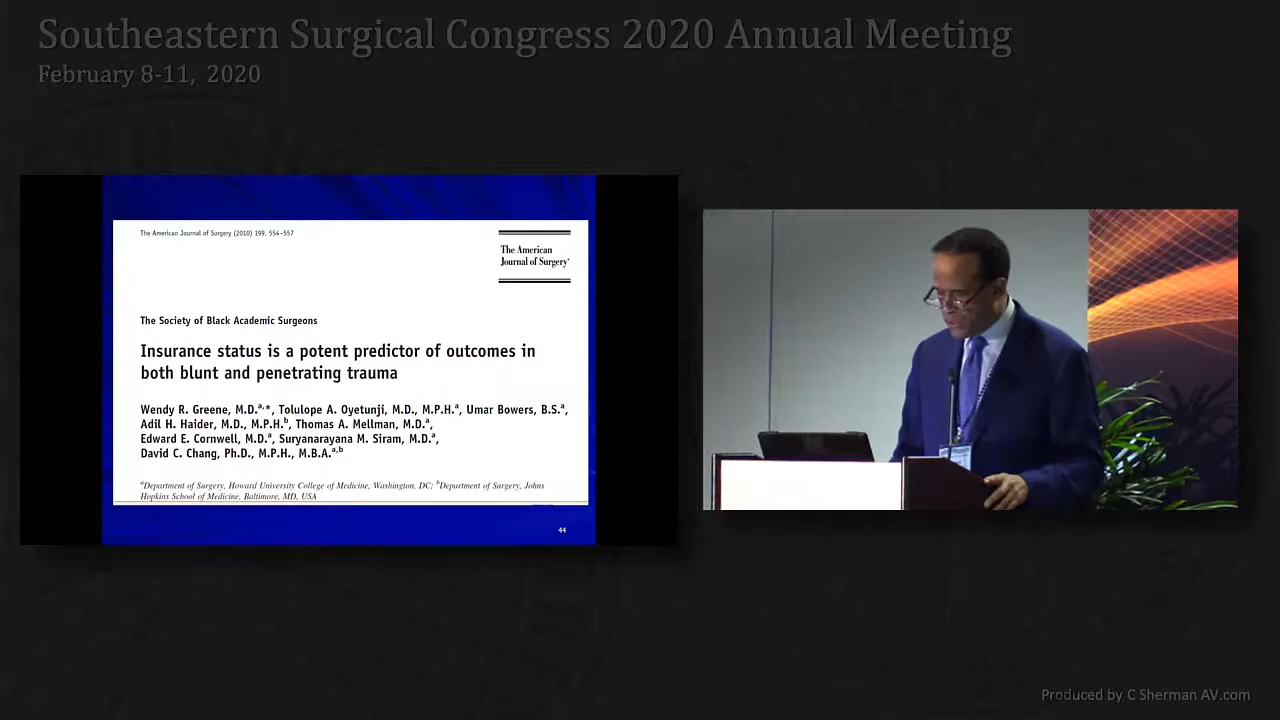 Southeastern Surgical Congress 2020 Annual Meeting
February 8-11, 2020
The American Journal of Surgery (2010) 199, 554–557
The American
Journal of Surgery®
The Society of Black Academic Surgeons
Insurance status is a potent predictor of outcomes in
both blunt and penetrating trauma
Wendy R. Greene, M.D.a,*, Tolulope A. Oyetunji, M.D., M.P.H.a, Umar Bowers, B.S.a,
Adil H. Haider, M.D., M.P.H.b, Thomas A. Mellman, M.D.a,
Edward E. Cornwell, M.D.a, Suryanarayana M. Siram, M.D.a,
David C. Chang, Ph.D., M.P.H., M.B.A.a,b
aDepartment of Surgery, Howard University College of Medicine, Washington, DC; bDepartment of Surgery, Johns
Hopkins School of Medicine, Baltimore, MD, USA
44
Produced by C Sherman AV.com